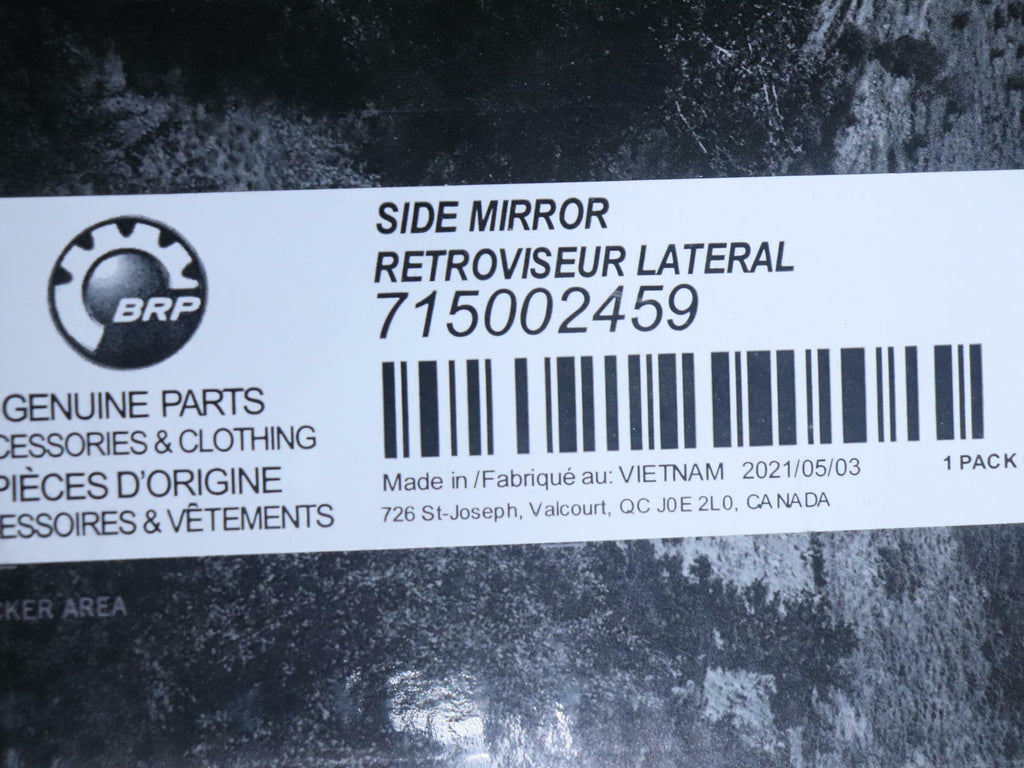 SIDE MIRROR
RETROVISEUR LATERAL
715002459
BRP
GENUINE PARTS
CESSORIES & CLOTHING
PIÈCES D'ORIGINE
ESSOIRES & VÊTEMENTS
Made in /Fabriqué au: VIETNAM 2021/05/03
1 PACK
726 St-Joseph, Valcourt, QC J0E 2L0, CANADA
CKER AREA